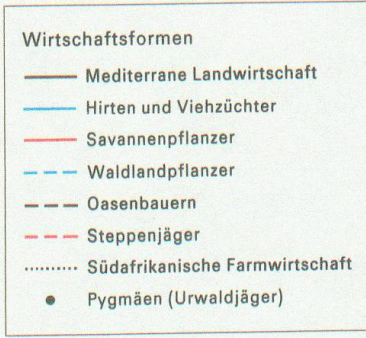 Wirtschaftsformen
Mediterrane Landwirtschaft
Hirten und Viehzüchter
Savannenpflanzer
Waldlandpflanzer
Oasenbauern
Steppenjäger
Südafrikanische Farmwirtschaft
Pygmäen (Urwaldjäger)